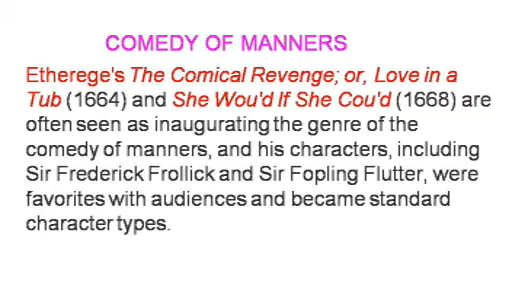 COMEDY OF MANNERS
Etherege's The Comical Revenge; or, Love in a
Tub (1664) and She Wou'd If She Cou'd (1668) are
often seen as inaugurating the genre of the
comedy of manners, and his characters, including
Sir Frederick Frollick and Sir Fopling Flutter, were
favorites with audiences and became standard
character types.